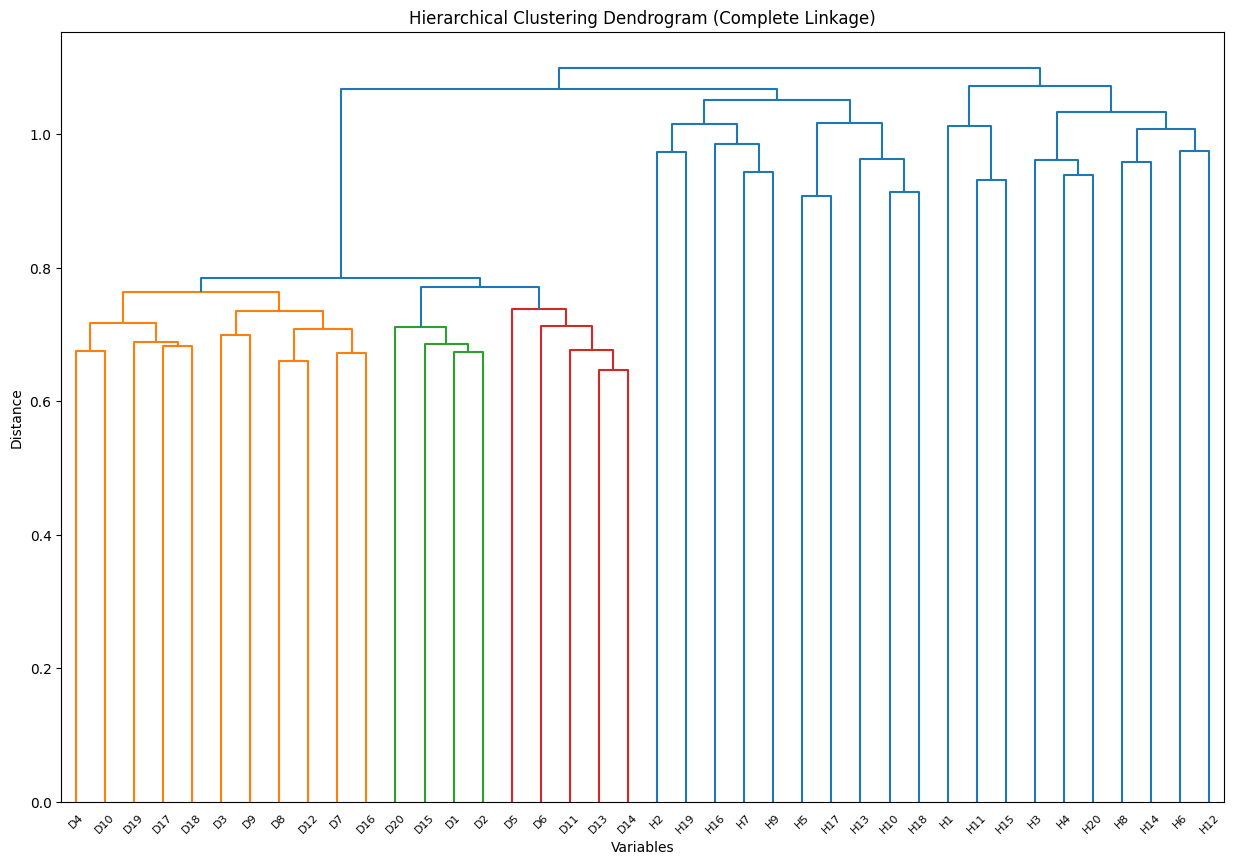 Hierarchical Clustering Dendrogram (Complete Linkage)
1.0
0.8
0.6
0.4
0.2
0.0
Distance
D4 D10 D19 D17 D18 D3 D9 D8 D12 D7 D16 D20 D15 D1 D2 D5 D6 D11 D13 D14 H2 H19 H16 H7 H9 H5 H17 H13 H10 H18 H1 H11 H15 H3 H4 H20 H8 H14 H6 H12
Variables